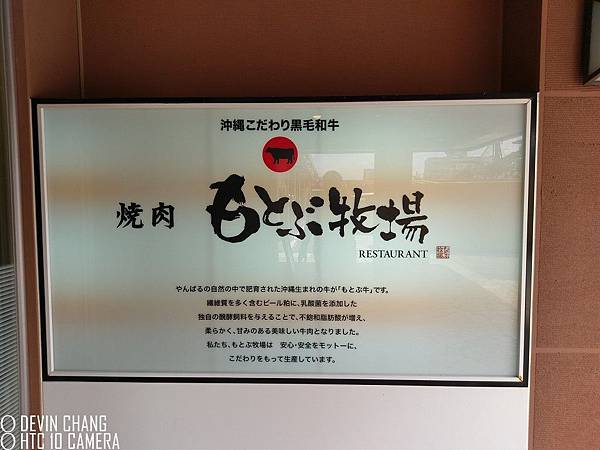 沖縄こだわり黒毛和牛
焼肉 もとぶ牧場
RESTAURANT
やんばるの自然の中で肥育された沖縄生まれの牛が「もとぶ牛」です。
繊維質を多く含むビール粕に、乳酸菌を添加した
独自の醗酵飼料を与えることで、不飽和脂肪酸が増え、
柔らかく、甘みのある美味しい牛肉となりました。
私たち、もとぶ牧場は 安心・安全をモットーに、
こだわりをもって生産しています。
DEVIN CHANG
HTC 10 CAMERA